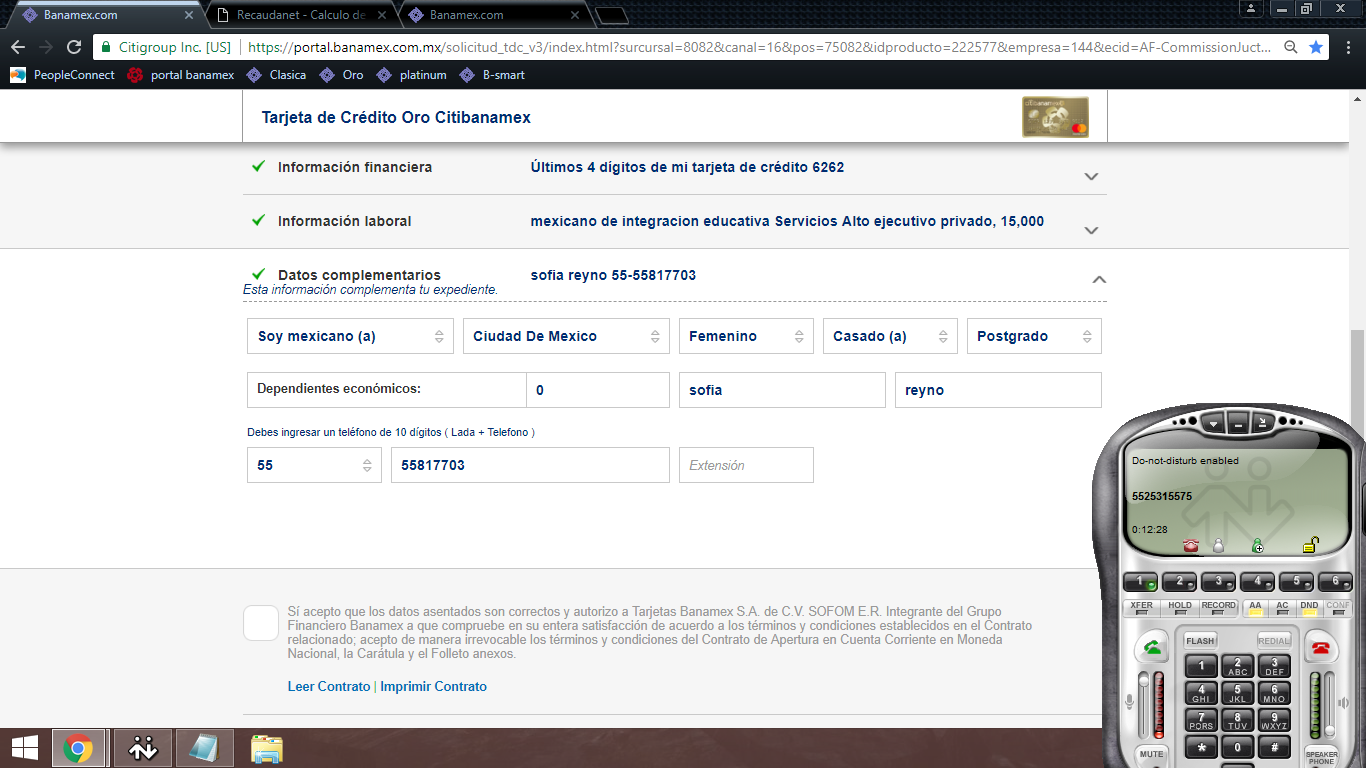 Banamex.com
Recaudanet - Calculo de
Banamex.com
Citigroup Inc. [US]
https://portal.banamex.com.mx/solicitud_tdc_v3/index.html?surcursal=8082&canal=16&pos=75082&idproducto=222577&empresa=144&ecid=AF-CommissionJuct...
PeopleConnect
portal banamex
Clasica
Oro
platinum
B-smart
Tarjeta de Crédito Oro Citibanamex
Información financiera
Últimos 4 dígitos de mi tarjeta de crédito 6262
Información laboral
mexicano de integracion educativa Servicios Alto ejecutivo privado, 15,000
Datos complementarios
sofia reyno 55-55817703
Esta información complementa tu expediente.
Soy mexicano (a)
Ciudad De Mexico
Femenino
Casado (a)
Postgrado
Dependientes económicos:
0
sofia
reyno
Debes ingresar un teléfono de 10 dígitos ( Lada + Telefono )
55
55817703
Extensión
Sí acepto que los datos asentados son correctos y autorizo a Tarjetas Banamex S.A. de C.V. SOFOM E.R. Integrante del Grupo
Financiero Banamex a que compruebe en su entera satisfacción de acuerdo a los términos y condiciones establecidos en el Contrato
relacionado; acepto de manera irrevocable los términos y condiciones del Contrato de Apertura en Cuenta Corriente en Moneda
Nacional, la Carátula y el Folleto anexos.
Leer Contrato | Imprimir Contrato
Do-not-disturb enabled
5525315575
0:12:28
1 2 3 4 5 6
XFER HOLD RECORD AA AC DND CONF
FLASH REDIAL
1 2 ABC 3 DEF
4 GHI 5 JKL 6 MNO
7 PQRS 8 TUV 9 WXYZ
* 0 #
MUTE
SPEAKER
PHONE